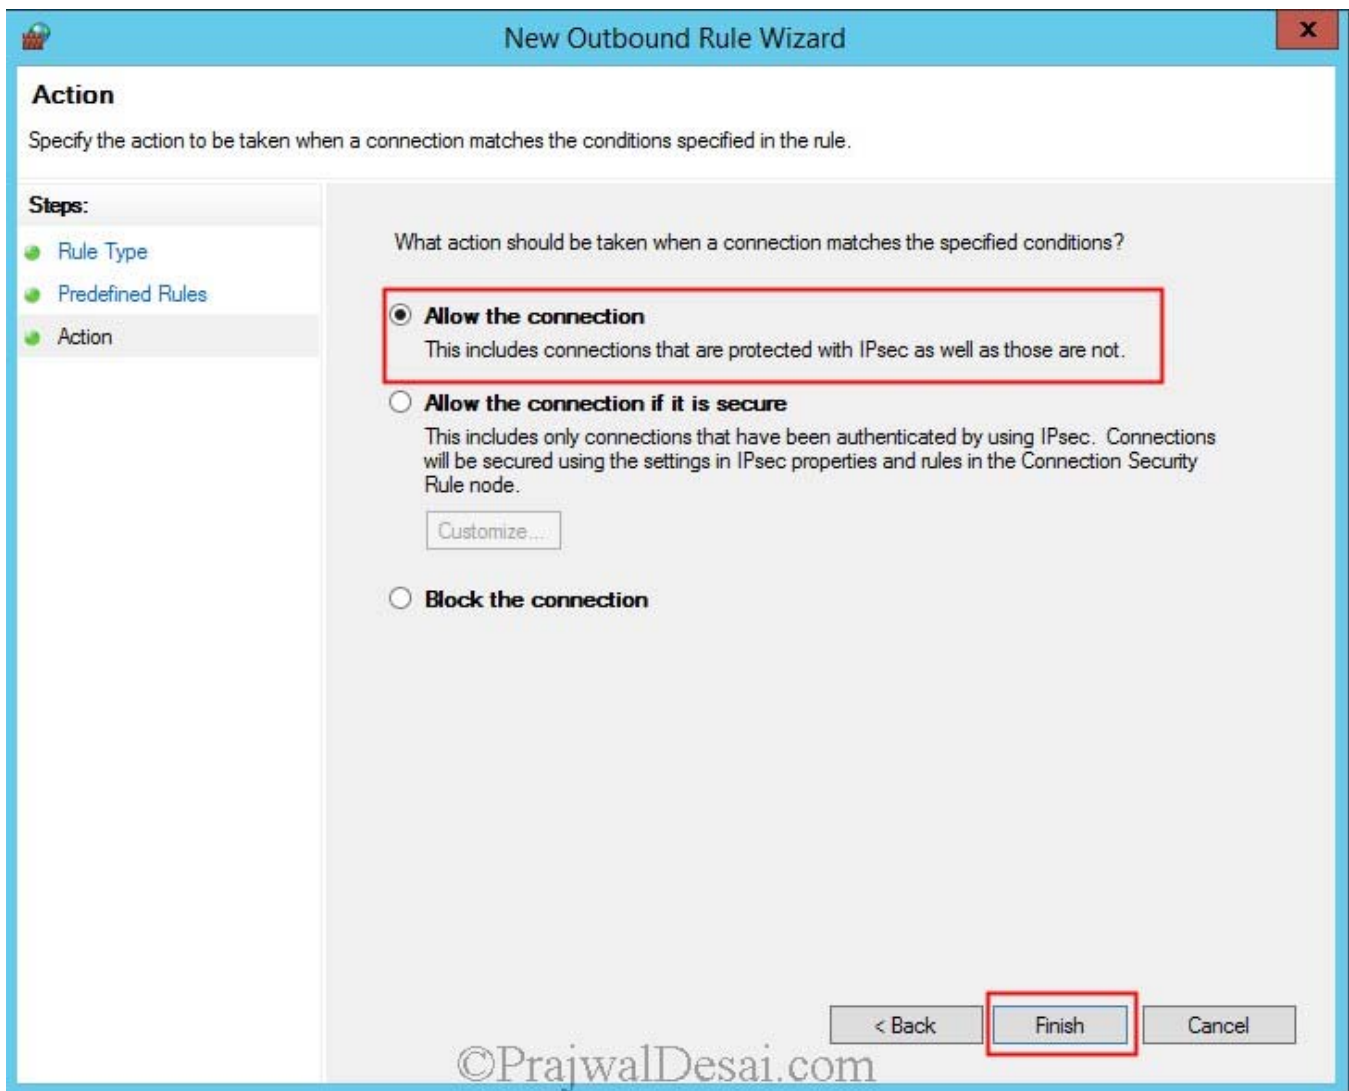 New Outbound Rule Wizard
x
Action
Specify the action to be taken when a connection matches the conditions specified in the rule.
Steps:
Rule Type
Predefined Rules
Action
What action should be taken when a connection matches the specified conditions?
Allow the connection
This includes connections that are protected with IPsec as well as those are not.
Allow the connection if it is secure
This includes only connections that have been authenticated by using IPsec. Connections
will be secured using the settings in IPsec properties and rules in the Connection Security
Rule node.
Customize...
Block the connection
< Back
Finish
Cancel
©PrajwalDesai.com